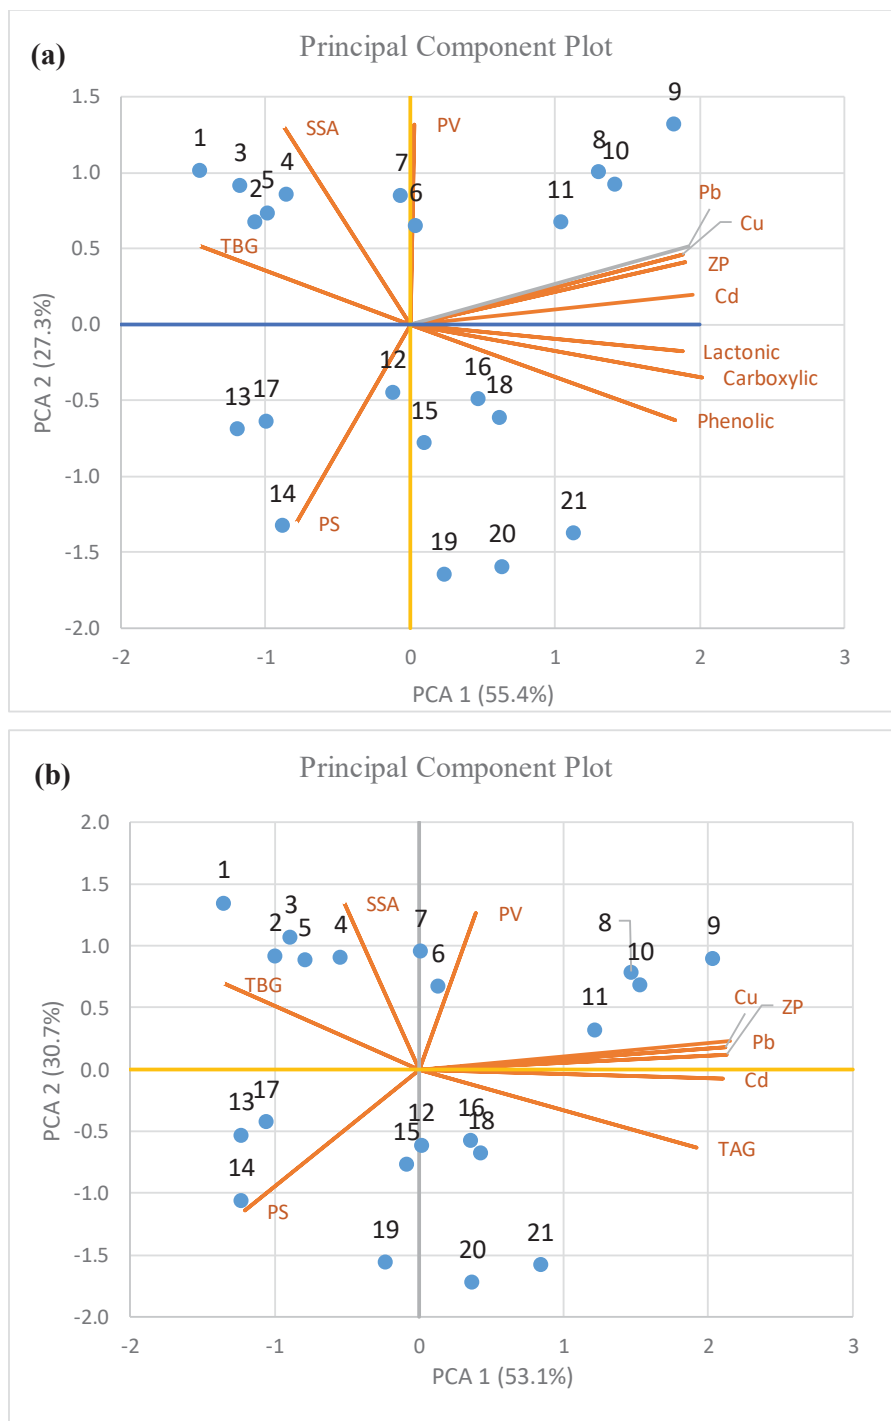 (a)
Principal Component Plot
9
1.5
SSA
PV
1
3
4
7
8
10
2
5
6
11
1.0
Pb
Cu
0.5
TBG
ZP
Cd
0.0
12
16
Lactonic
Carboxylic
13
17
15
18
Phenolic
-0.5
-1.0
14
PS
21
19
20
-1.5
-2.0
-2
-1
0
1
2
3
PCA 1 (55.4%)
PCA 2 (27.3%)
(b)
Principal Component Plot
2.0
1
1.5
3
SSA
7
PV
8
9
2
5
4
6
10
1.0
TBG
11
Cu
ZP
0.5
Pb
0.0
Cd
13
17
12
16
15
18
-0.5
TAG
14
-1.0
PS
19
20
21
-1.5
-2.0
-2
-1
0
1
2
3
PCA 1 (53.1%)
PCA 2 (30.7%)